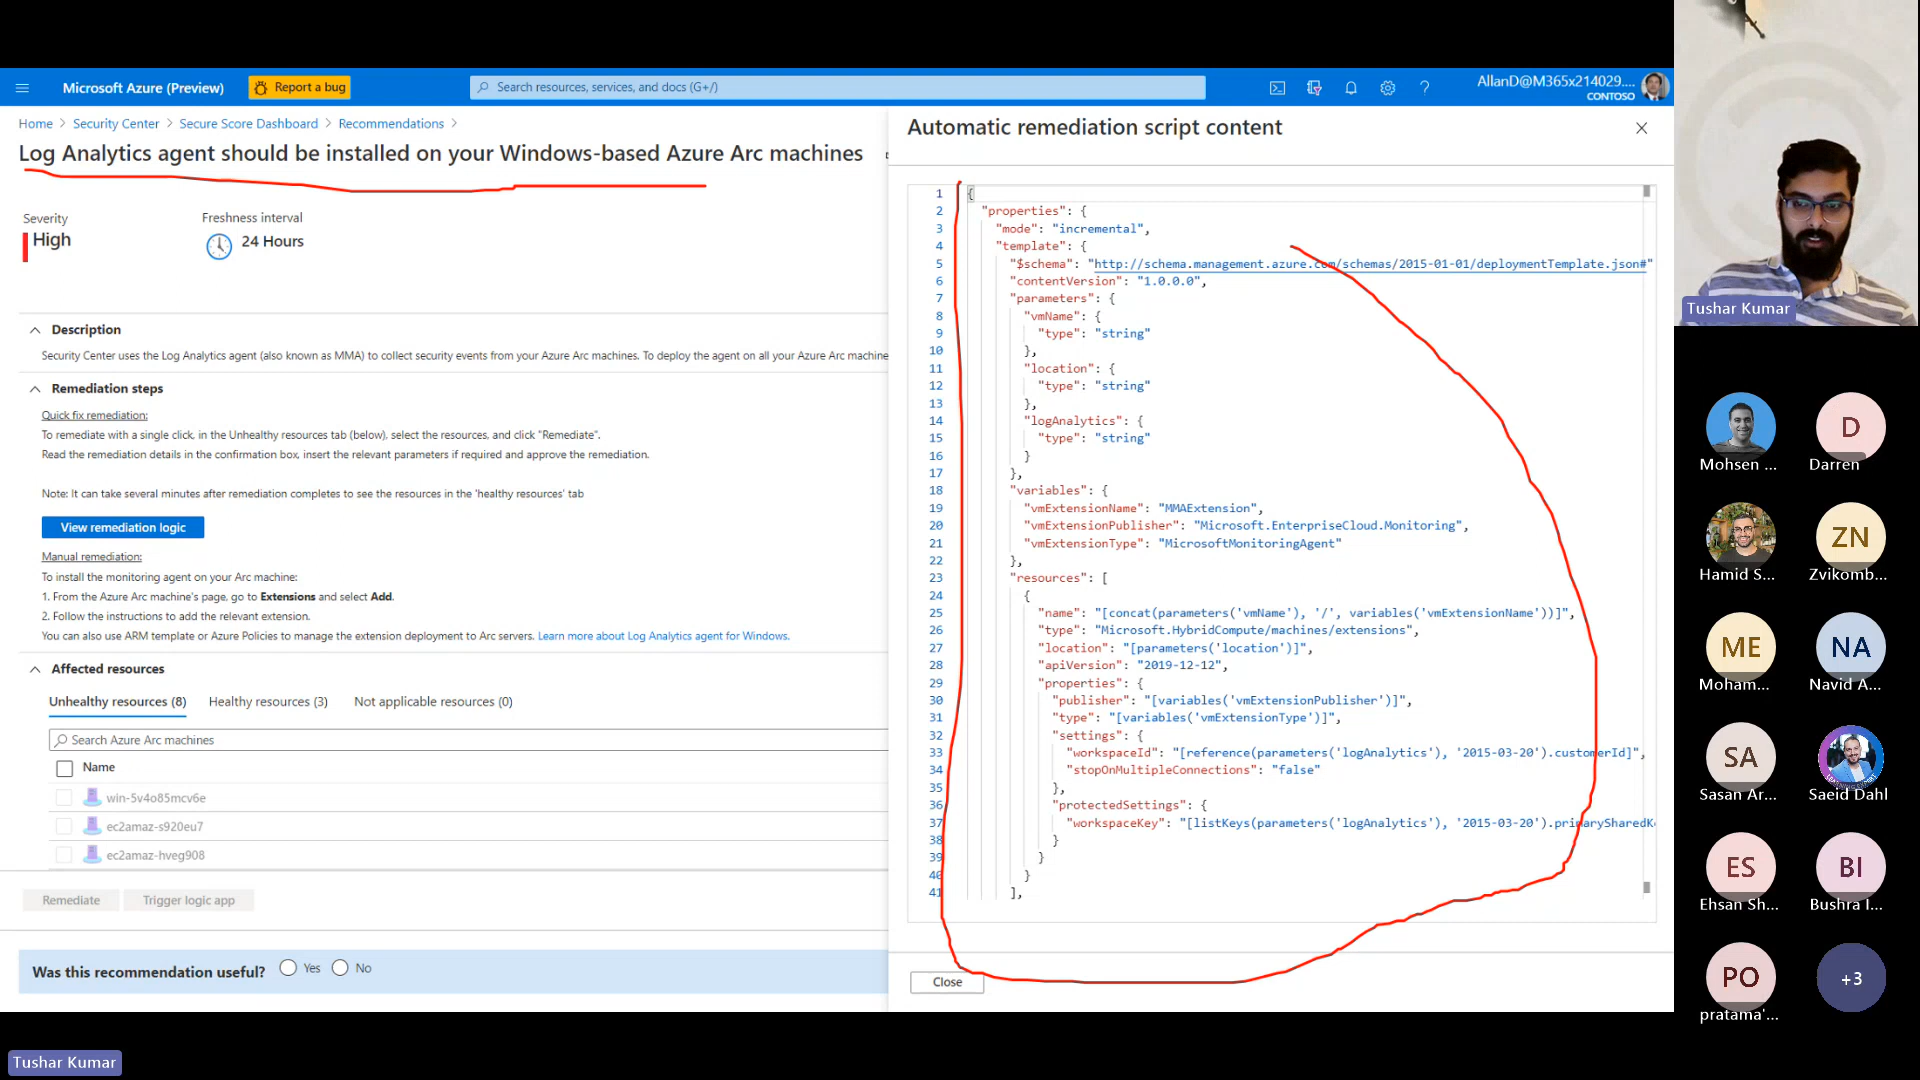 Microsoft Azure (Preview)
Report a bug
Search resources, services, and docs (G+/)
AllanD@M365x214029....
CONTOSO
Home > Security Center > Secure Score Dashboard > Recommendations >
Log Analytics agent should be installed on your Windows-based Azure Arc machines
Severity
High
Freshness interval
24 Hours
Description
Security Center uses the Log Analytics agent (also known as MMA) to collect security events from your Azure Arc machines. To deploy the agent on all your Azure Arc machine
Remediation steps
Quick fix remediation:
To remediate with a single click, in the Unhealthy resources tab (below), select the resources, and click "Remediate".
Read the remediation details in the confirmation box, insert the relevant parameters if required and approve the remediation.
Note: It can take several minutes after remediation completes to see the resources in the 'healthy resources' tab
View remediation logic
Manual remediation:
To install the monitoring agent on your Arc machine:
1. From the Azure Arc machine's page, go to Extensions and select Add.
2. Follow the instructions to add the relevant extension.
You can also use ARM template or Azure Policies to manage the extension deployment to Arc servers. Learn more about Log Analytics agent for Windows.
Affected resources
Unhealthy resources (8) Healthy resources (3) Not applicable resources (0)
Search Azure Arc machines
Name
win-5v4o85mcv6e
ec2amaz-s920eu7
ec2amaz-hveg908
Remediate Trigger logic app
Was this recommendation useful? Yes No
Automatic remediation script content
1 {
2 "properties": {
3 "mode": "incremental",
4 "template": {
5 "$schema": "http://schema.management.azure.com/schemas/2015-01-01/deploymentTemplate.json#"
6 "contentVersion": "1.0.0.0",
7 "parameters": {
8 "vmName": {
9 "type": "string"
10 },
11 "location": {
12 "type": "string"
13 },
14 "logAnalytics": {
15 "type": "string"
16 }
17 },
18 "variables": {
19 "vmExtensionName": "MMAExtension",
20 "vmExtensionPublisher": "Microsoft.EnterpriseCloud.Monitoring",
21 "vmExtensionType": "MicrosoftMonitoringAgent"
22 },
23 "resources": [
24 {
25 "name": "[concat(parameters('vmName'), '/', variables('vmExtensionName'))]",
26 "type": "Microsoft.HybridCompute/machines/extensions",
27 "location": "[parameters('location')]",
28 "apiVersion": "2019-12-12",
29 "properties": {
30 "publisher": "[variables('vmExtensionPublisher')]",
31 "type": "[variables('vmExtensionType')]",
32 "settings": {
33 "workspaceId": "[reference(parameters('logAnalytics'), '2015-03-20').customerId]",
34 "stopOnMultipleConnections": "false"
35 },
36 "protectedSettings": {
37 "workspaceKey": "[listKeys(parameters('logAnalytics'), '2015-03-20').primarySharedK
38 }
39 }
40 }
41 ],
Close
Tushar Kumar
Mohsen ... Darren
Hamid S... ZN Zvikomb...
ME Moham... NA Navid A...
SA Sasan Ar... Saeid Dahl
ES Ehsan Sh... BI Bushra I...
PO pratama'... +3
D
Tushar Kumar